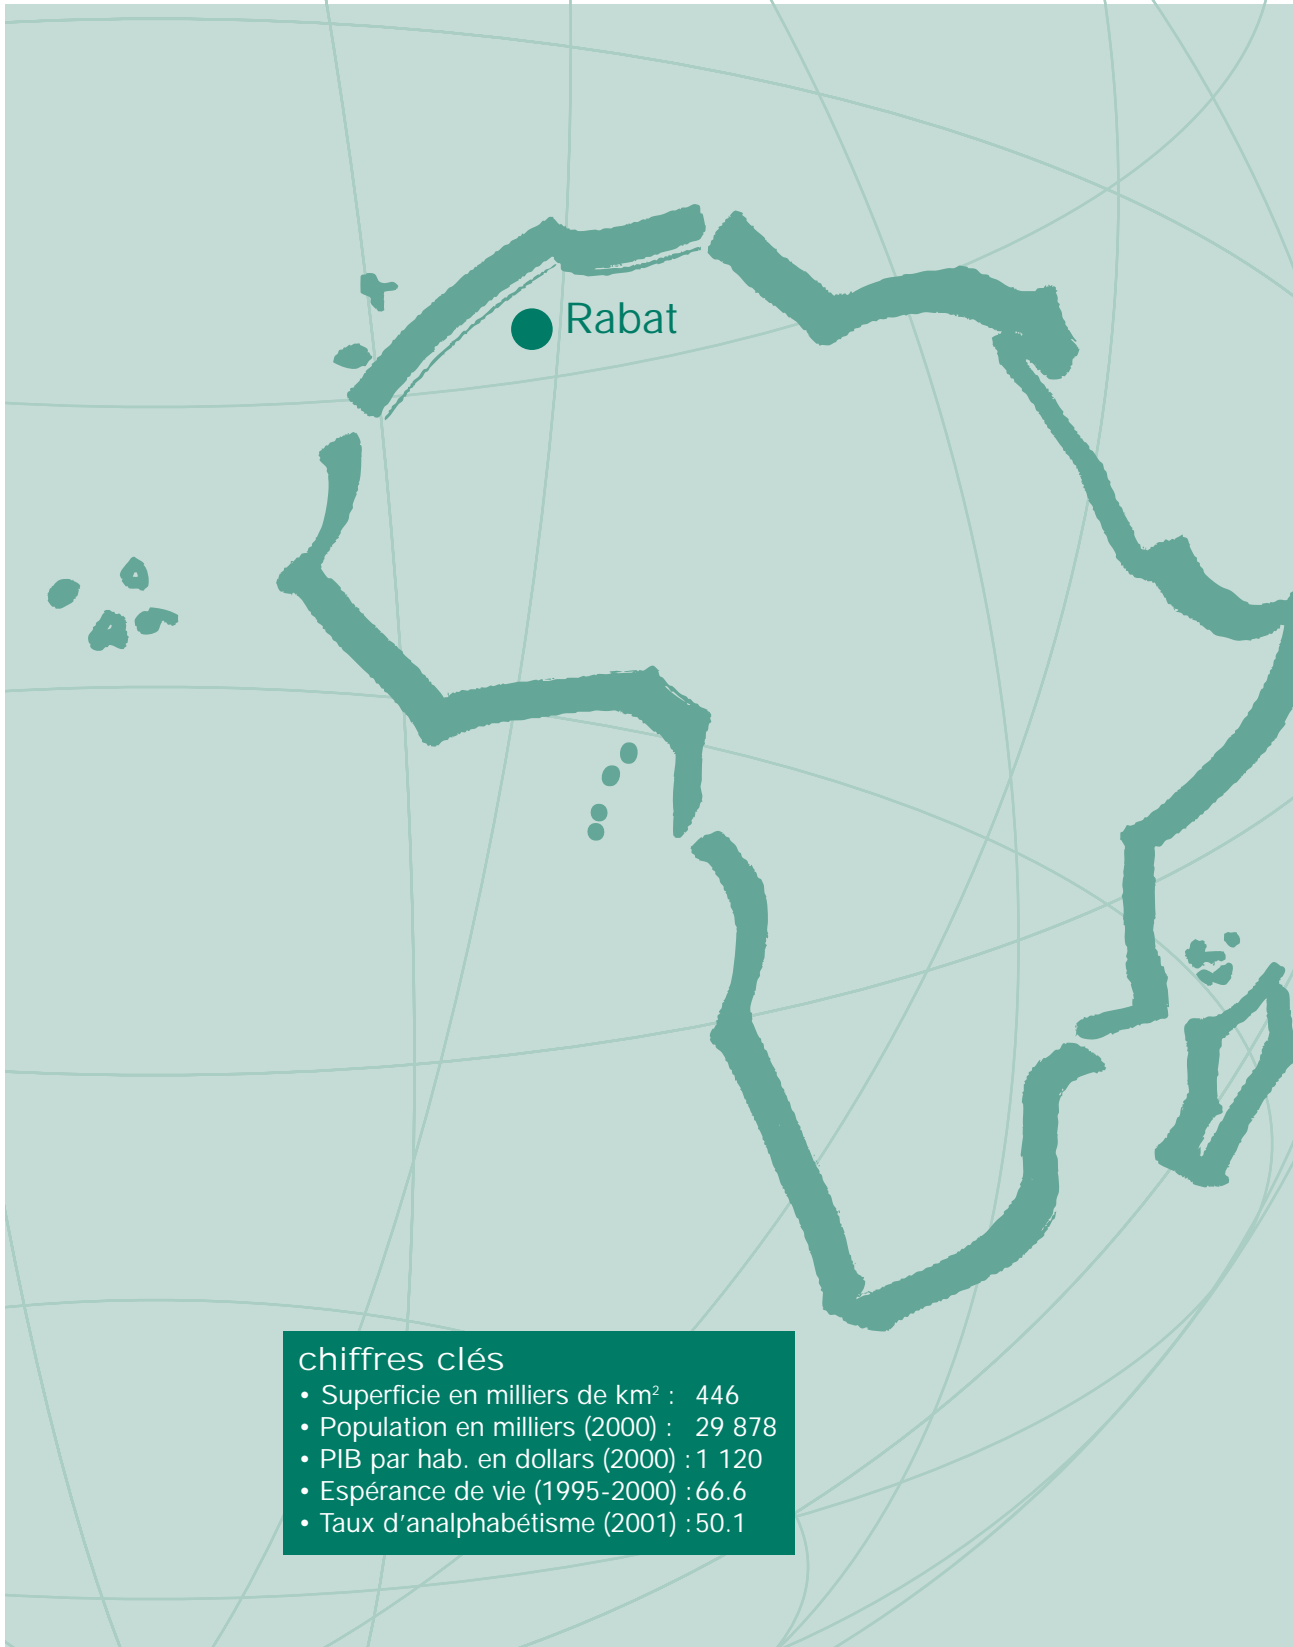 Rabat
chiffres clés
• Superficie en milliers de km² : 446
• Population en milliers (2000) : 29 878
• PIB par hab. en dollars (2000) : 1 120
• Espérance de vie (1995-2000) : 66.6
• Taux d'analphabétisme (2001) : 50.1